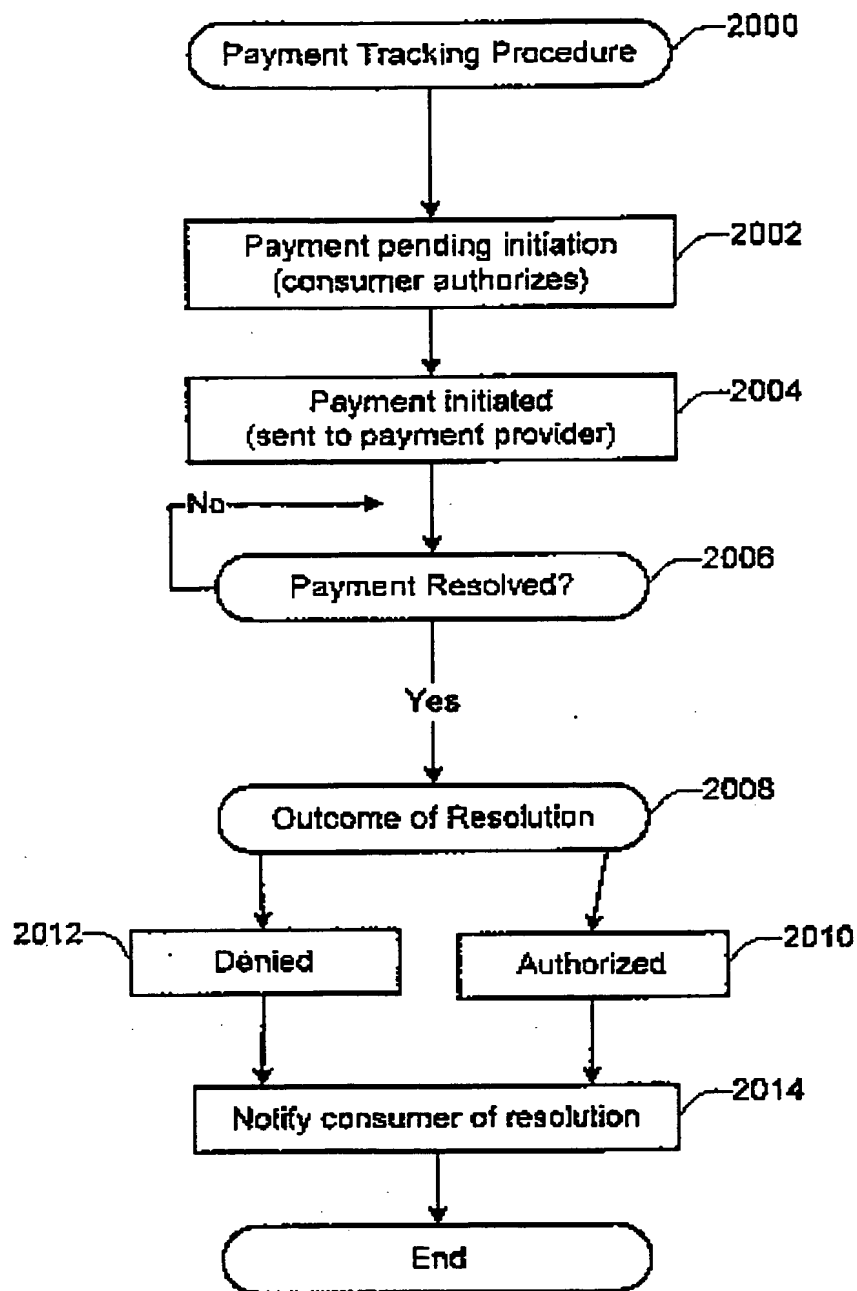 Payment Tracking Procedure
2000
Payment pending initiation
(consumer authorizes)
2002
Payment initiated
(sent to payment provider)
2004
No
Payment Resolved?
2006
Yes
Outcome of Resolution
2008
2012
Denied
Authorized
2010
Notify consumer of resolution
2014
End